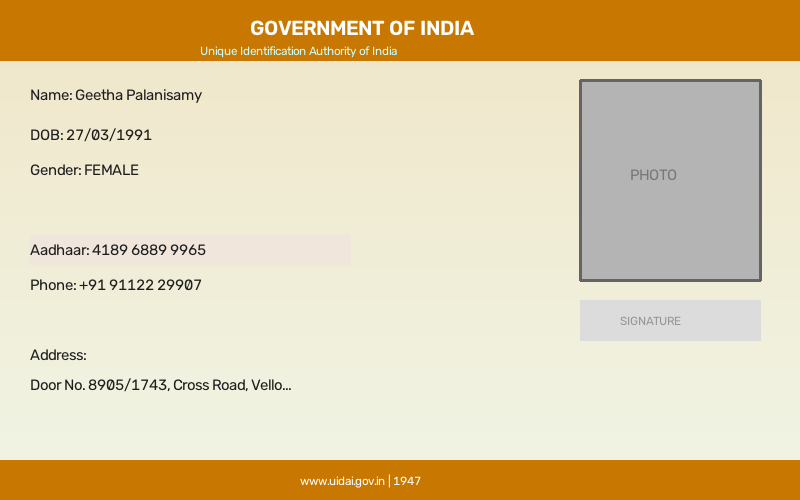 GOVERNMENT OF INDIA
Unique Identification Authority of India
Name: Geetha Palanisamy
DOB: 27/03/1991
Gender: FEMALE
PHOTO
Aadhaar: 4189 6889 9965
Phone: +91 91122 29907
SIGNATURE
Address:
Door No. 8905/1743, Cross Road, Vello...
www.uidai.gov.in | 1947